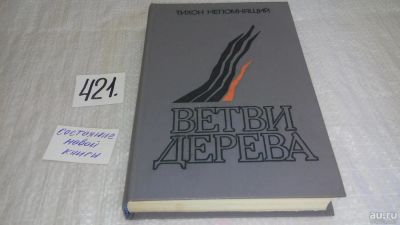 ТИХОН НЕПОМНЯЩИЙ
ВЕТВИ
ДЕРЕВА
421.
СОСТОЯНИЕ
НОВОЙ
КНИГИ
au.ru